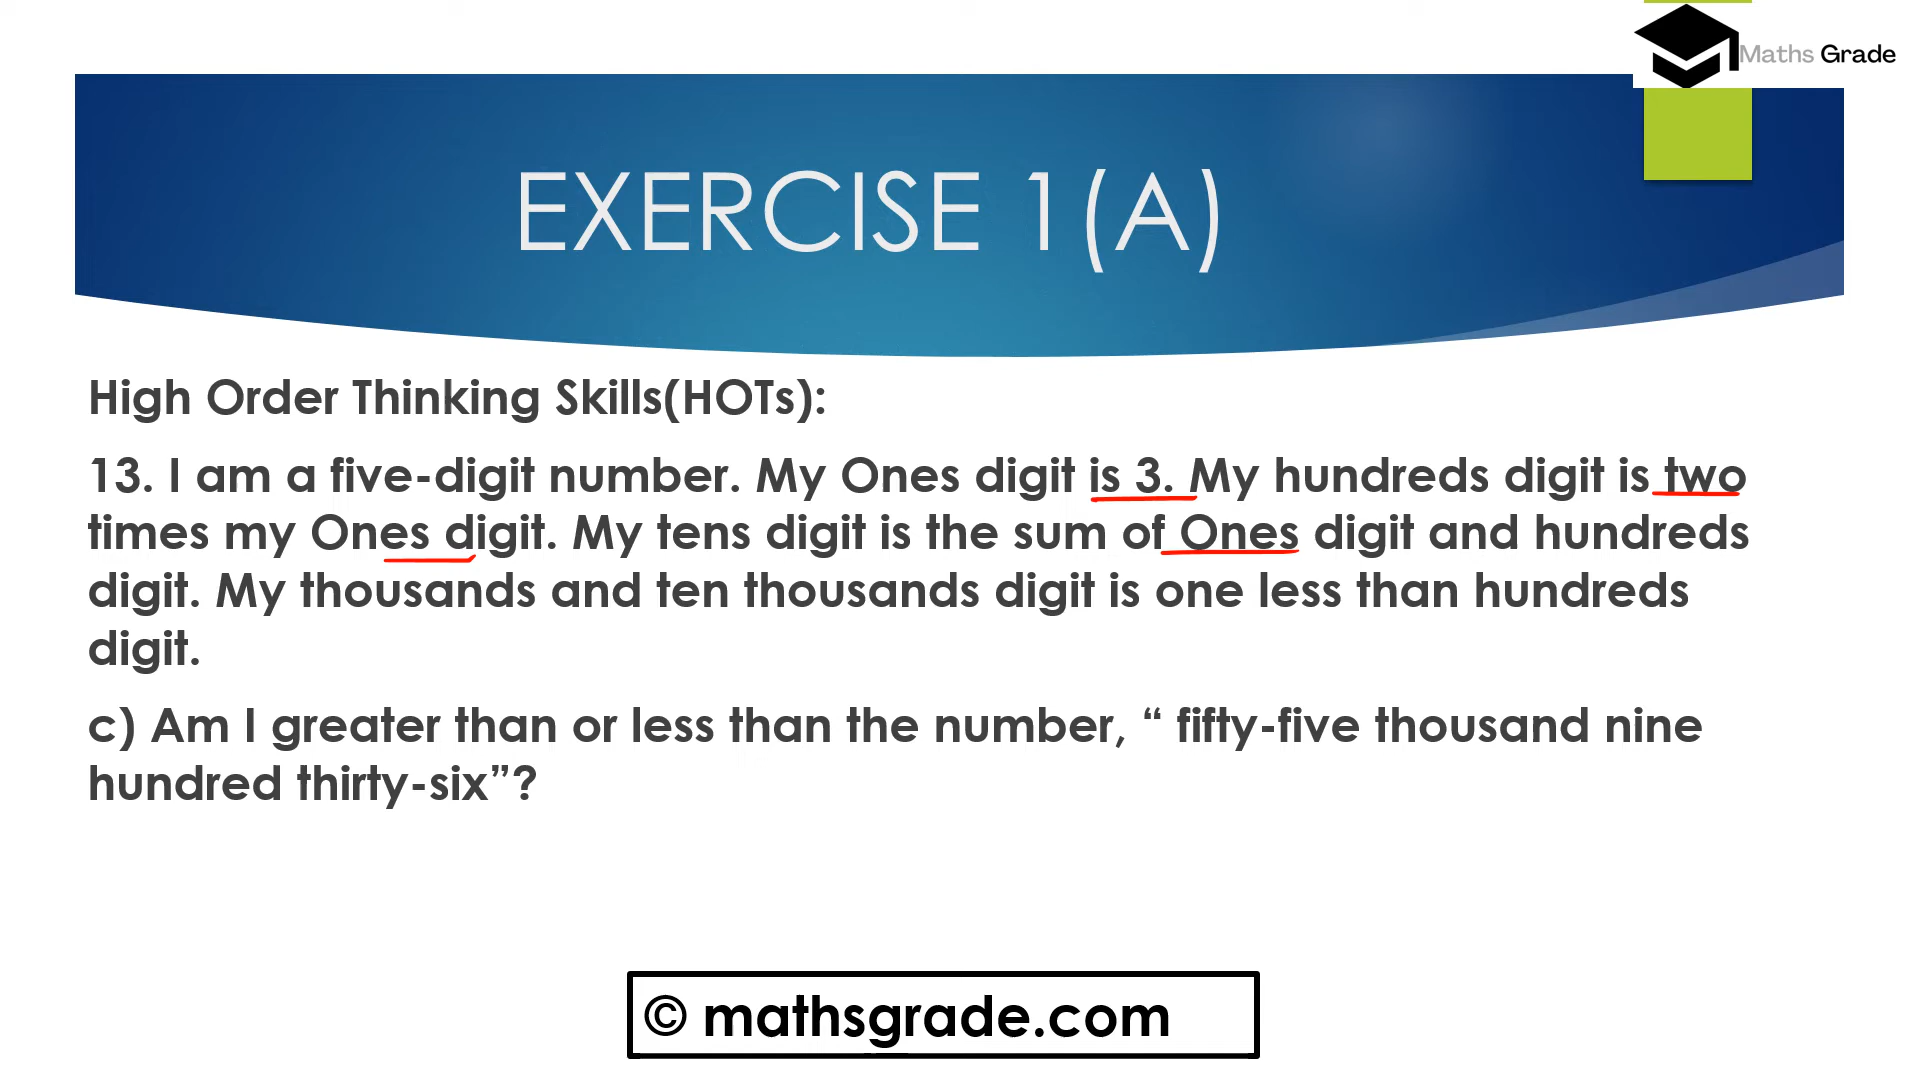 Maths Grade
EXERCISE 1(A)
High Order Thinking Skills(HOTs):
13. I am a five-digit number. My Ones digit is 3. My hundreds digit is two
times my Ones digit. My tens digit is the sum of Ones digit and hundreds
digit. My thousands and ten thousands digit is one less than hundreds
digit.
c) Am I greater than or less than the number, “ fifty-five thousand nine
hundred thirty-six”?
© mathsgrade.com